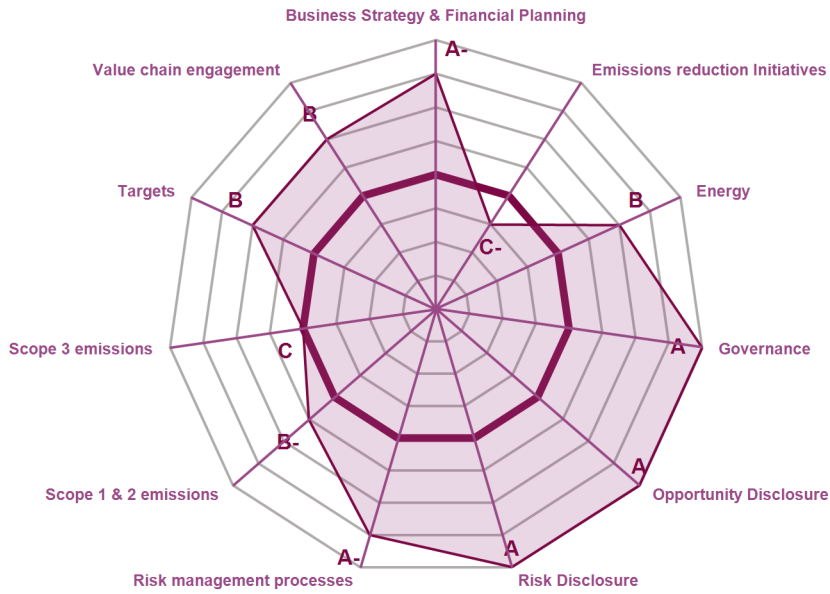 Business Strategy & Financial Planning
A-
Value chain engagement
Emissions reduction Initiatives
B
Targets
B
B
Energy
C-
Scope 3 emissions
C
A
Governance
B-
A
Scope 1 & 2 emissions
Opportunity Disclosure
A-
A
Risk management processes
Risk Disclosure